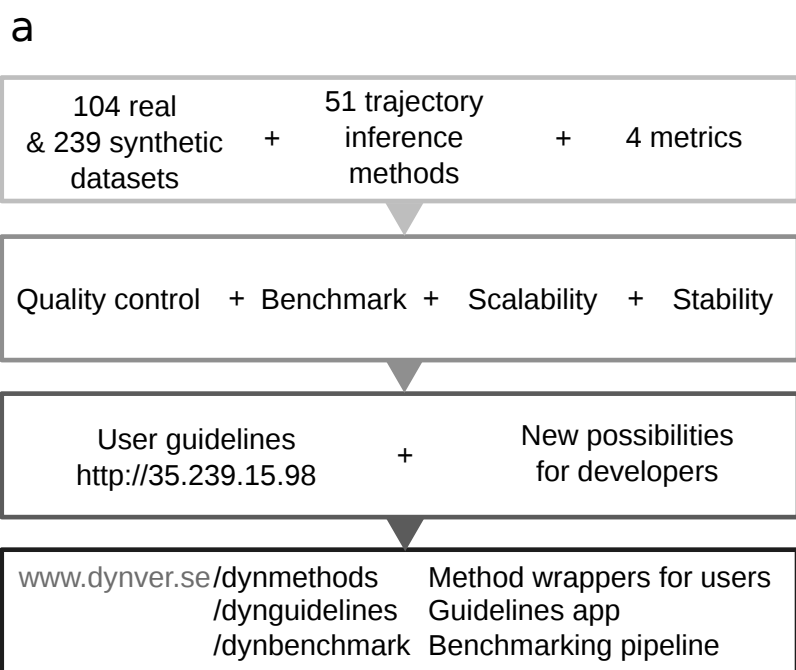 a
104 real
& 239 synthetic
datasets
+
51 trajectory
inference
methods
+
4 metrics
Quality control + Benchmark + Scalability + Stability
User guidelines
http://35.239.15.98
+
New possibilities
for developers
www.dynver.se/dynmethods Method wrappers for users
/dynguidelines Guidelines app
/dynbenchmark Benchmarking pipeline